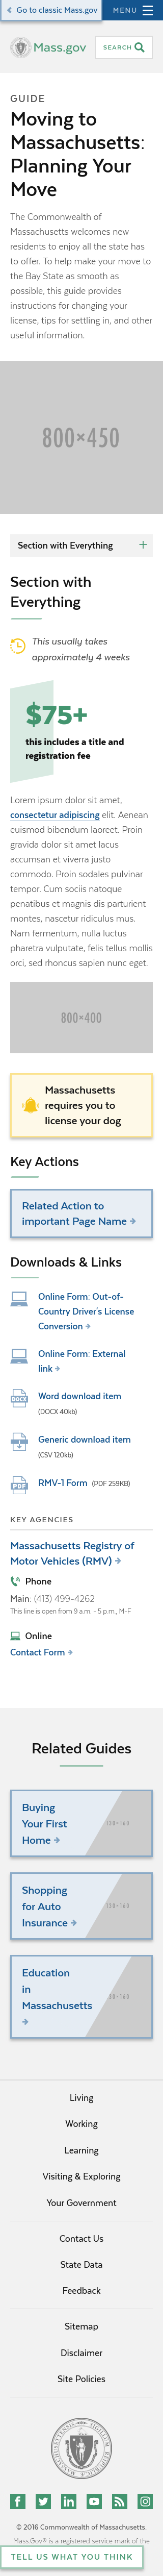 Go to classic Mass.gov
MENU
Mass.gov
SEARCH
GUIDE
Moving to
Massachusetts:
Planning Your
Move
The Commonwealth of
Massachusetts welcomes new
residents to enjoy all the state has
to offer. To help make your move to
the Bay State as smooth as
possible, this guide provides
instructions for changing your
license, tips for settling in, and other
useful information.
800×450
Section with Everything +
Section with
Everything
This usually takes
approximately 4 weeks
$75+
this includes a title and
registration fee
Lorem ipsum dolor sit amet,
consectetur adipiscing elit. Aenean
euismod bibendum laoreet. Proin
gravida dolor sit amet lacus
accumsan et viverra justo
commodo. Proin sodales pulvinar
tempor. Cum sociis natoque
penatibus et magnis dis parturient
montes, nascetur ridiculus mus.
Nam fermentum, nulla luctus
pharetra vulputate, felis tellus mollis
orci, sed rhoncus sapien nunc eget.
800×400
Massachusetts
requires you to
license your dog
Key Actions
Related Action to
important Page Name
Downloads & Links
Online Form: Out-of-
Country Driver's License
Conversion
Online Form: External
link
DOCX
Word download item
(DOCX 40kb)
Generic download item
(CSV 120kb)
PDF
RMV-1 Form (PDF 259KB)
KEY AGENCIES
Massachusetts Registry of
Motor Vehicles (RMV)
Phone
Main: (413) 499-4262
This line is open from 9 a.m. - 5 p.m., M-F
Online
Contact Form
Related Guides
Buying
Your First
Home
Shopping
for Auto
Insurance
Education
in
Massachusetts
Living
Working
Learning
Visiting & Exploring
Your Government
Contact Us
State Data
Feedback
Sitemap
Disclaimer
Site Policies
© 2016 Commonwealth of Massachusetts.
Mass.Gov® is a registered service mark of the
TELL US WHAT YOU THINK